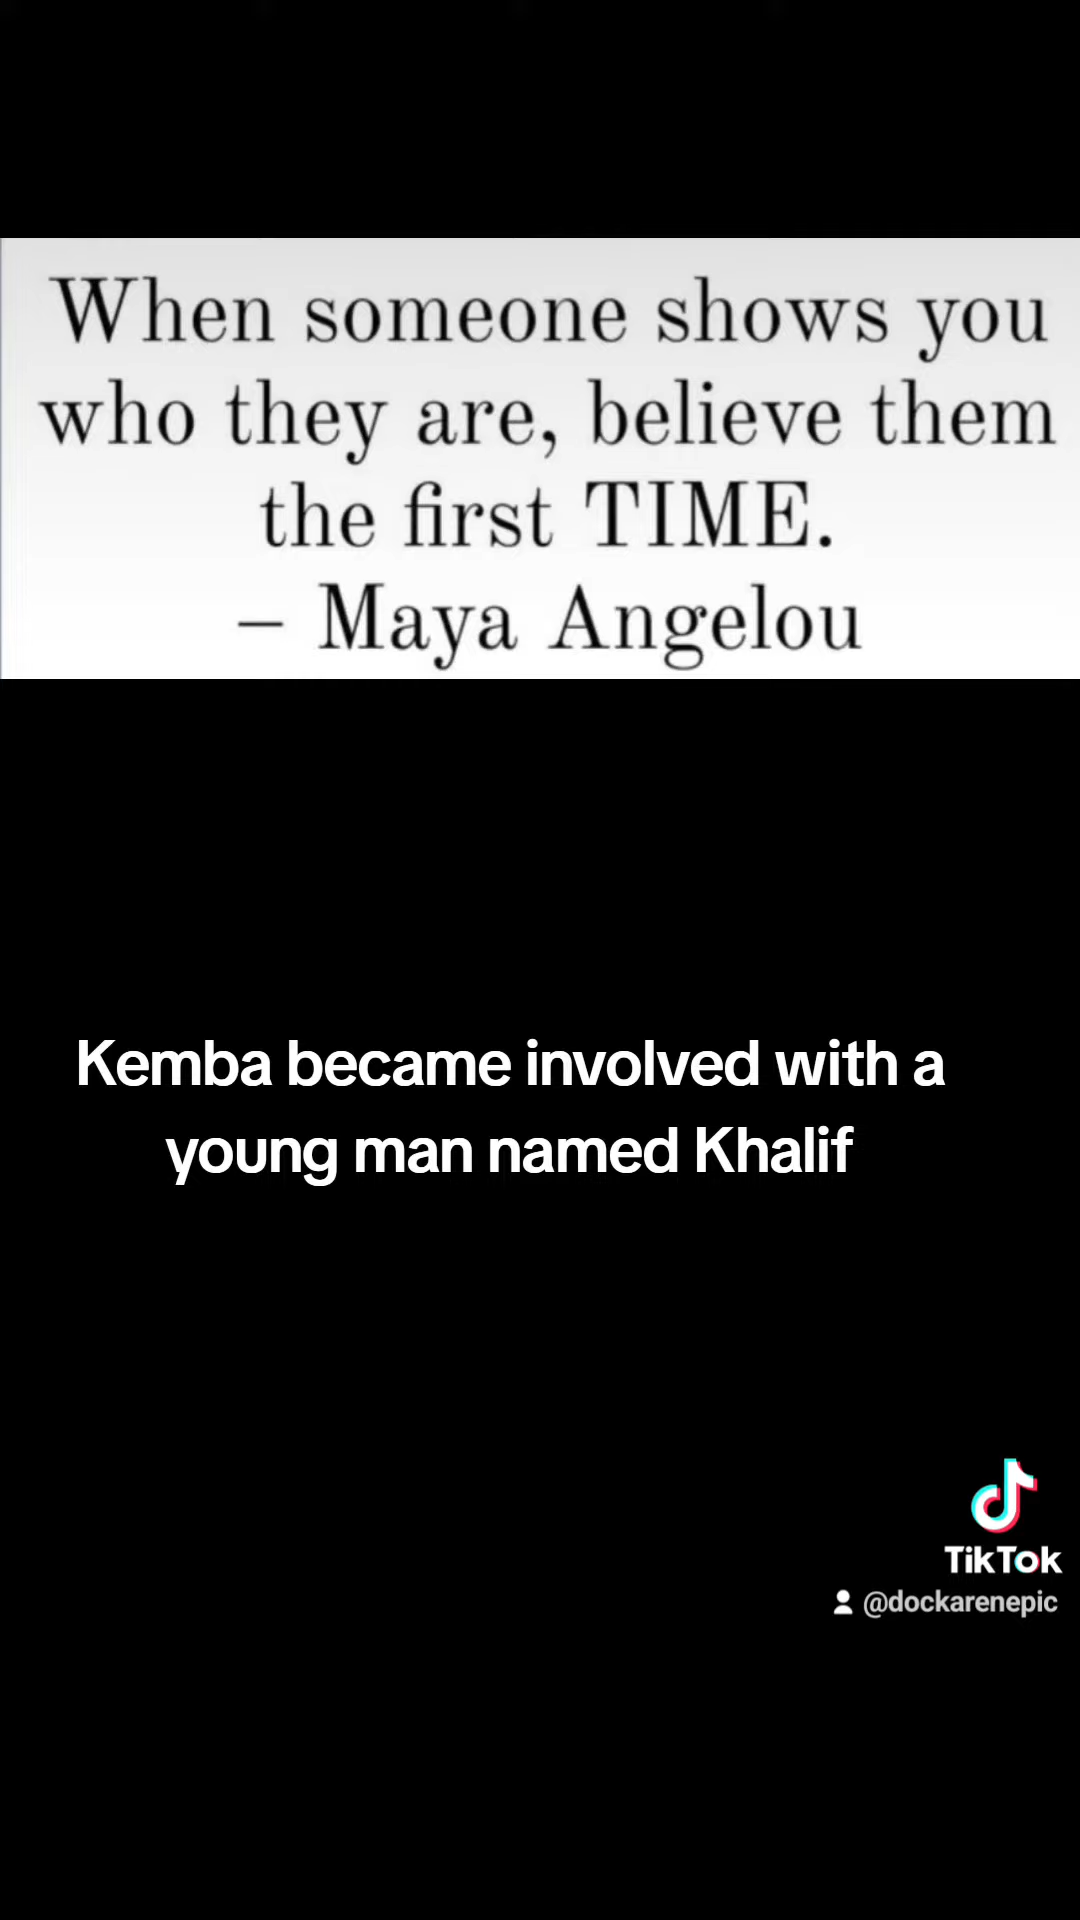 When someone shows you
who they are, believe them
the first TIME.
– Maya Angelou
Kemba became involved with a
young man named Khalif
TikTok
@dockarenepic